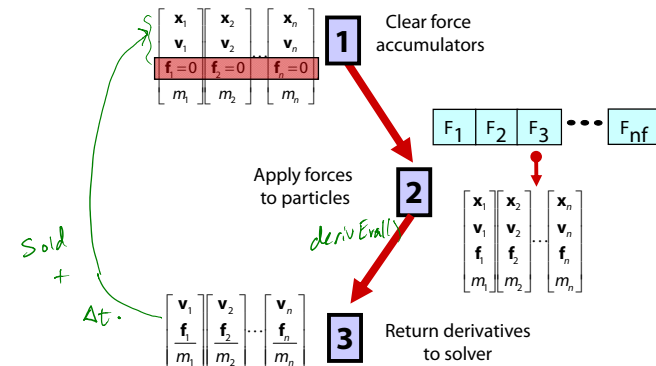 x₁ x₂ xₙ
v₁ v₂ ... vₙ
f₁=0 f₂=0 fₙ=0
m₁ m₂ mₙ
1
Clear force
accumulators
F₁ F₂ F₃ ••• Fnf
Apply forces
to particles
2
x₁ x₂ xₙ
v₁ v₂ vₙ
f₁ f₂ ... fₙ
m₁ m₂ mₙ
derivEval()
Sold
+
Δt.
v₁ v₂ vₙ
f₁ f₂ ... fₙ
m₁ m₂ mₙ
3
Return derivatives
to solver